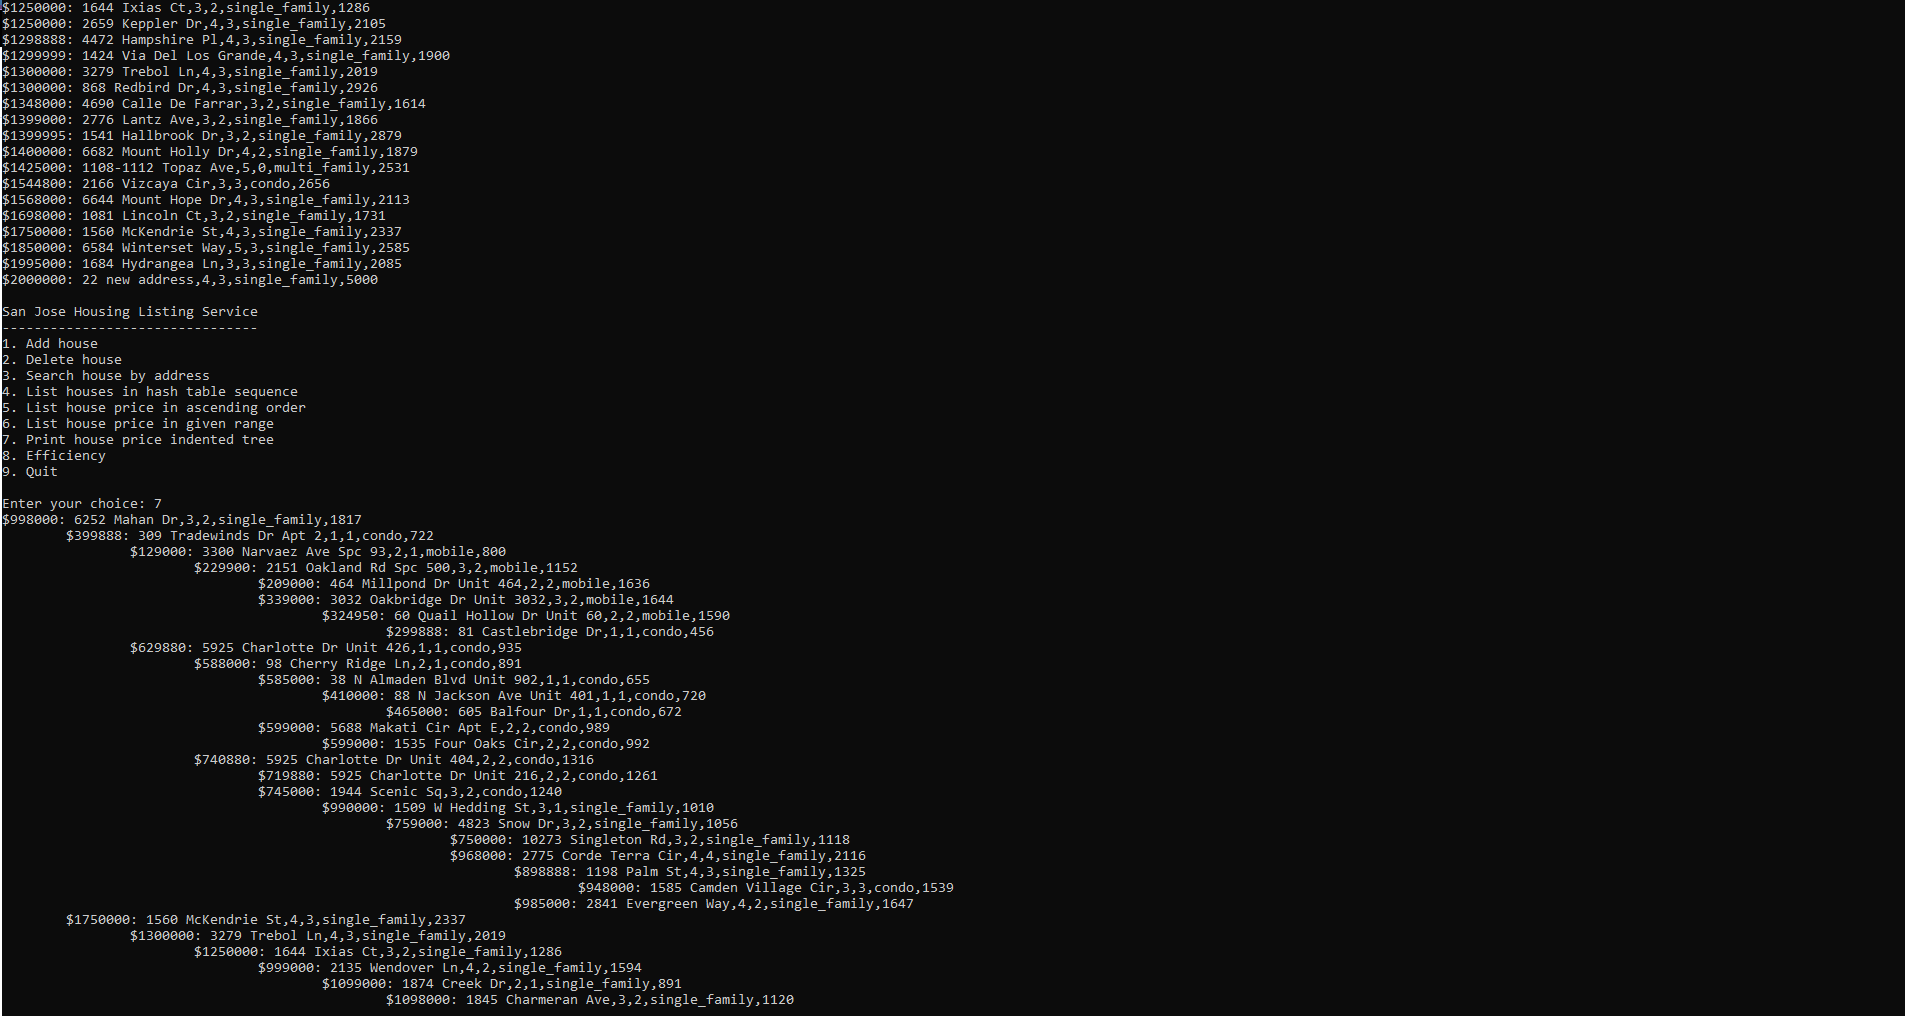 $1250000: 1644 Ixias Ct,3,2,single_family,1286
$1250000: 2659 Keppler Dr,4,3,single_family,2105
$1298888: 4472 Hampshire Pl,4,3,single_family,2159
$1299999: 1424 Via Del Los Grande,4,3,single_family,1900
$1300000: 3279 Trebol Ln,4,3,single_family,2019
$1300000: 868 Redbird Dr,4,3,single_family,2926
$1348000: 4690 Calle De Farrar,3,2,single_family,1614
$1399000: 2776 Lantz Ave,3,2,single_family,1866
$1399995: 1541 Hallbrook Dr,3,2,single_family,2879
$1400000: 6682 Mount Holly Dr,4,2,single_family,1879
$1425000: 1108-1112 Topaz Ave,5,0,multi_family,2531
$1544800: 2166 Vizcaya Cir,3,3,condo,2656
$1568000: 6644 Mount Hope Dr,4,3,single_family,2113
$1698000: 1081 Lincoln Ct,3,2,single_family,1731
$1750000: 1560 McKendrie St,4,3,single_family,2337
$1850000: 6584 Winterset Way,5,3,single_family,2585
$1995000: 1684 Hydrangea Ln,3,3,single_family,2085
$2000000: 22 new address,4,3,single_family,5000
San Jose Housing Listing Service
--------------------------------
1. Add house
2. Delete house
3. Search house by address
4. List houses in hash table sequence
5. List house price in ascending order
6. List house price in given range
7. Print house price indented tree
8. Efficiency
9. Quit
Enter your choice: 7
$998000: 6252 Mahan Dr,3,2,single_family,1817
$399888: 309 Tradewinds Dr Apt 2,1,1,condo,722
$129000: 3300 Narvaez Ave Spc 93,2,1,mobile,800
$229900: 2151 Oakland Rd Spc 500,3,2,mobile,1152
$209000: 464 Millpond Dr Unit 464,2,2,mobile,1636
$339000: 3032 Oakbridge Dr Unit 3032,3,2,mobile,1644
$324950: 60 Quail Hollow Dr Unit 60,2,2,mobile,1590
$299888: 81 Castlebridge Dr,1,1,condo,456
$629880: 5925 Charlotte Dr Unit 426,1,1,condo,935
$588000: 98 Cherry Ridge Ln,2,1,condo,891
$585000: 38 N Almaden Blvd Unit 902,1,1,condo,655
$410000: 88 N Jackson Ave Unit 401,1,1,condo,720
$465000: 605 Balfour Dr,1,1,condo,672
$599000: 5688 Makati Cir Apt E,2,2,condo,989
$599000: 1535 Four Oaks Cir,2,2,condo,992
$740880: 5925 Charlotte Dr Unit 404,2,2,condo,1316
$719880: 5925 Charlotte Dr Unit 216,2,2,condo,1261
$745000: 1944 Scenic Sq,3,2,condo,1240
$990000: 1509 W Hedding St,3,1,single_family,1010
$759000: 4823 Snow Dr,3,2,single_family,1056
$750000: 10273 Singleton Rd,3,2,single_family,1118
$968000: 2775 Corde Terra Cir,4,4,single_family,2116
$898888: 1198 Palm St,4,3,single_family,1325
$948000: 1585 Camden Village Cir,3,3,condo,1539
$985000: 2841 Evergreen Way,4,2,single_family,1647
$1750000: 1560 McKendrie St,4,3,single_family,2337
$1300000: 3279 Trebol Ln,4,3,single_family,2019
$1250000: 1644 Ixias Ct,3,2,single_family,1286
$999000: 2135 Wendover Ln,4,2,single_family,1594
$1099000: 1874 Creek Dr,2,1,single_family,891
$1098000: 1845 Charmeran Ave,3,2,single_family,1120